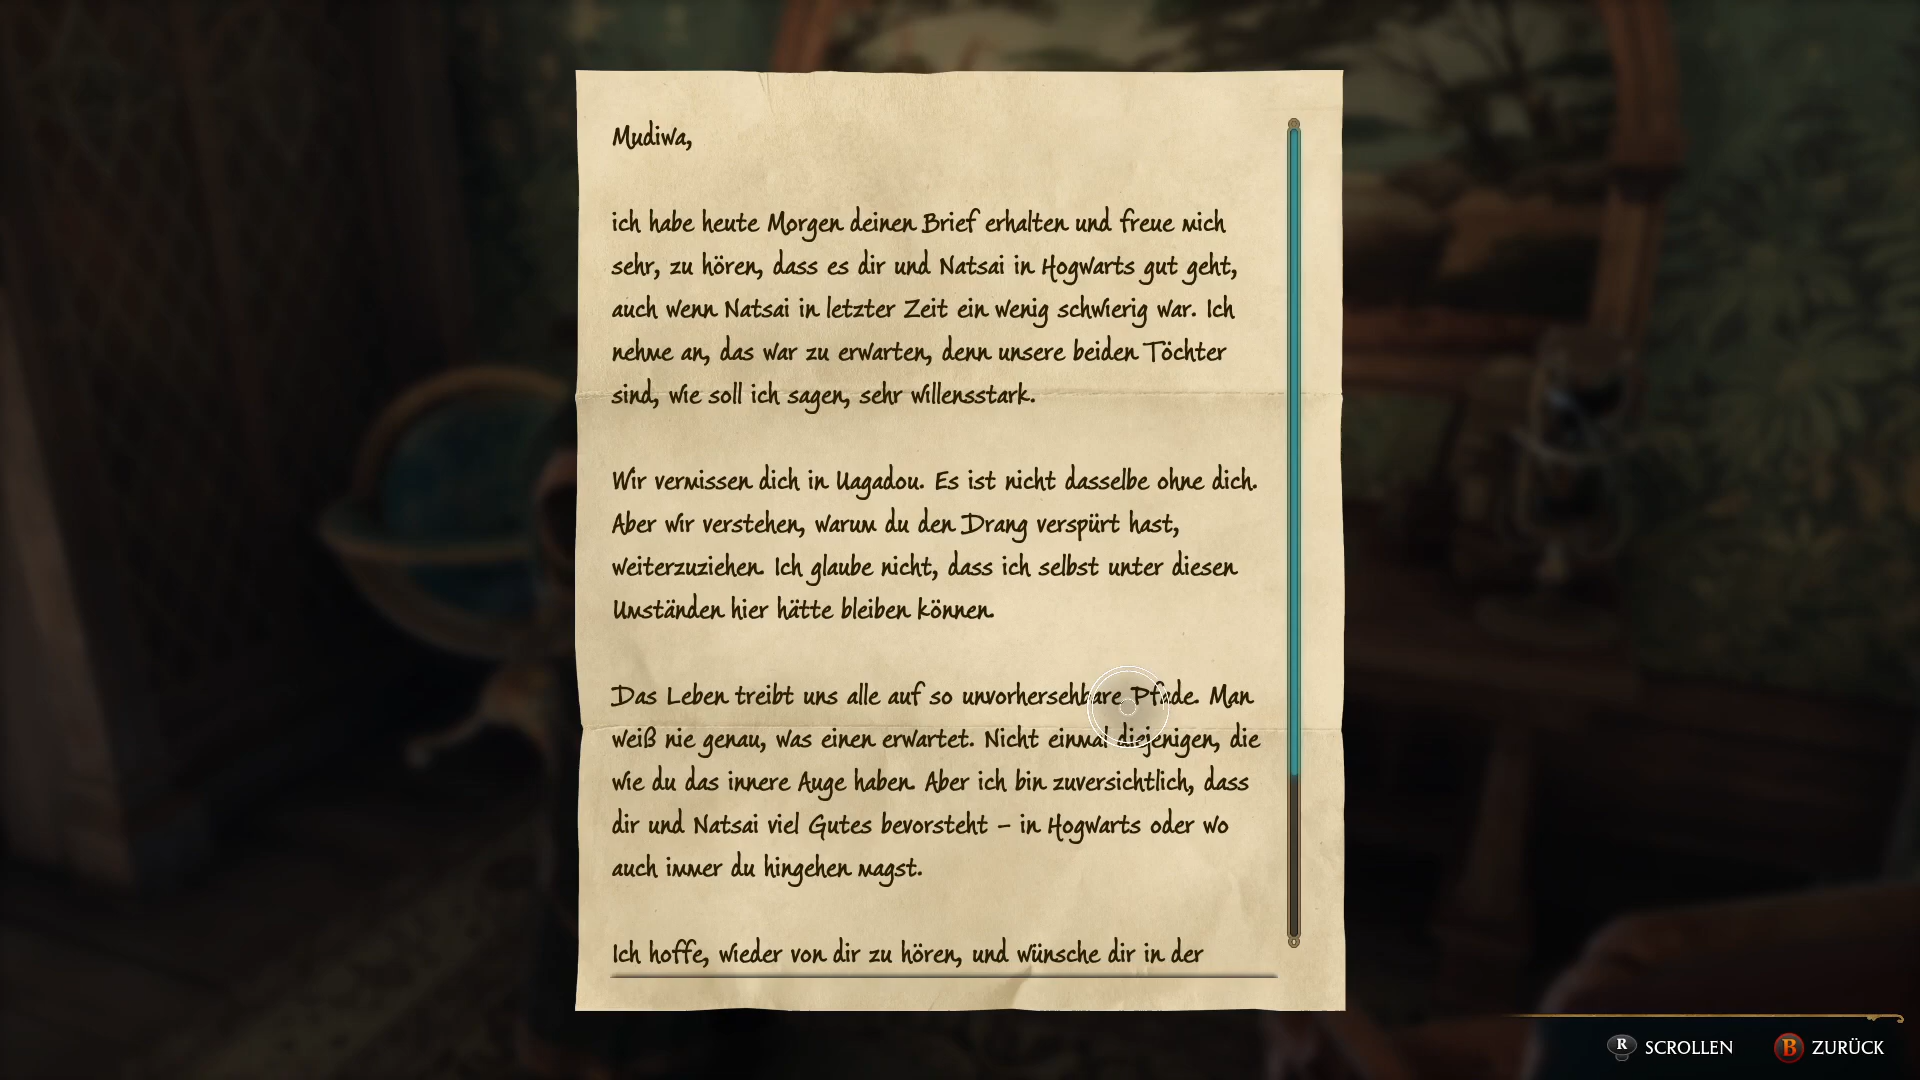 Mudiwa,
ich habe heute Morgen deinen Brief erhalten und freue mich
sehr, zu hören, dass es dir und Natsai in Hogwarts gut geht,
auch wenn Natsai in letzter Zeit ein wenig schwierig war. Ich
nehme an, das war zu erwarten, denn unsere beiden Töchter
sind, wie soll ich sagen, sehr willensstark.
Wir vermissen dich in Uagadou. Es ist nicht dasselbe ohne dich.
Aber wir verstehen, warum du den Drang verspürt hast,
weiterzuziehen. Ich glaube nicht, dass ich selbst unter diesen
Umständen hier hätte bleiben können.
Das Leben treibt uns alle auf so unvorhersehbare Pfade. Man
weiß nie genau, was einen erwartet. Nicht einmal diejenigen, die
wie du das innere Auge haben. Aber ich bin zuversichtlich, dass
dir und Natsai viel Gutes bevorsteht – in Hogwarts oder wo
auch immer du hingehen magst.
Ich hoffe, wieder von dir zu hören, und wünsche dir in der
R SCROLLEN B ZURÜCK